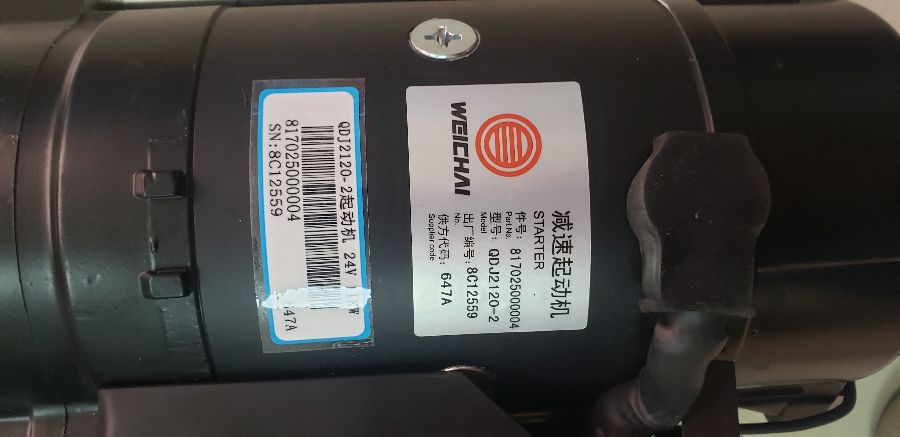 QDJ2120-2起动机 24V
817025000004
SN:8C12559
647A
WEICHAI
减速起动机
STARTER
件号: 817025000004
Part No.
型号: QDJ2120-2
Model
出厂编号: 8C12559
No.
供方代码: 647A
Supplier code